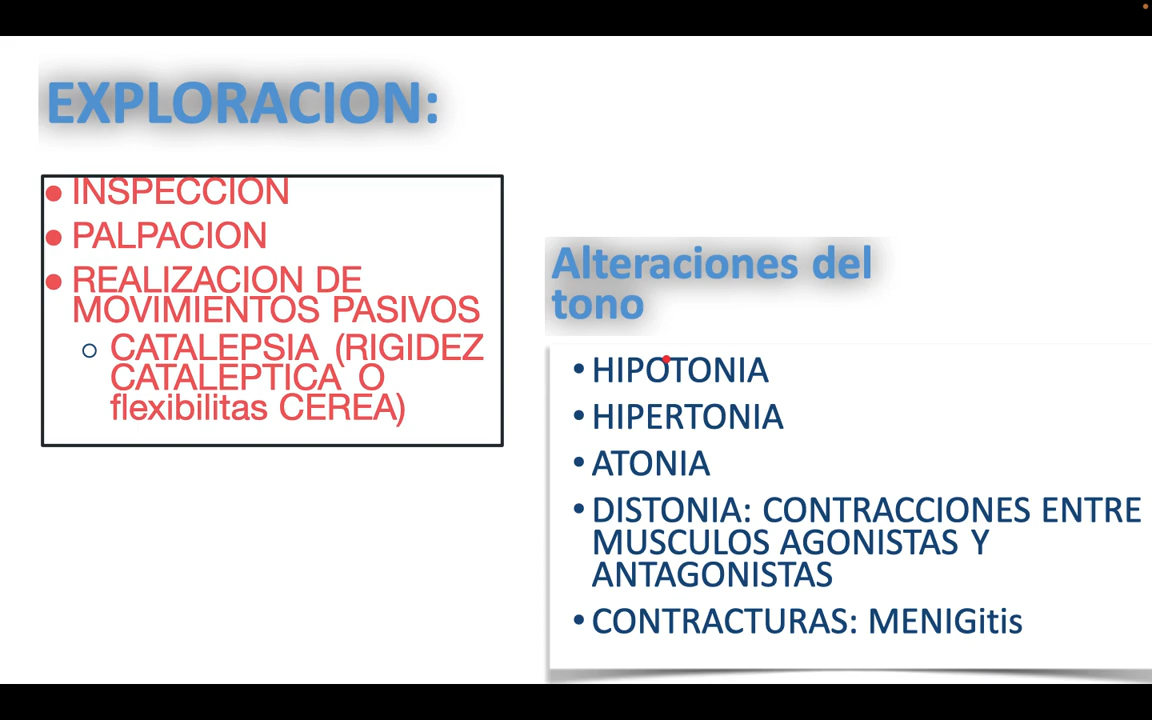 EXPLORACION:
• INSPECCION
• PALPACION
• REALIZACION DE
MOVIMIENTOS PASIVOS
○ CATALEPSIA (RIGIDEZ
CATALEPTICA O
flexibilitas CEREA)
Alteraciones del
tono
• HIPOTONIA
• HIPERTONIA
• ATONIA
• DISTONIA: CONTRACCIONES ENTRE
MUSCULOS AGONISTAS Y
ANTAGONISTAS
• CONTRACTURAS: MENIGitis